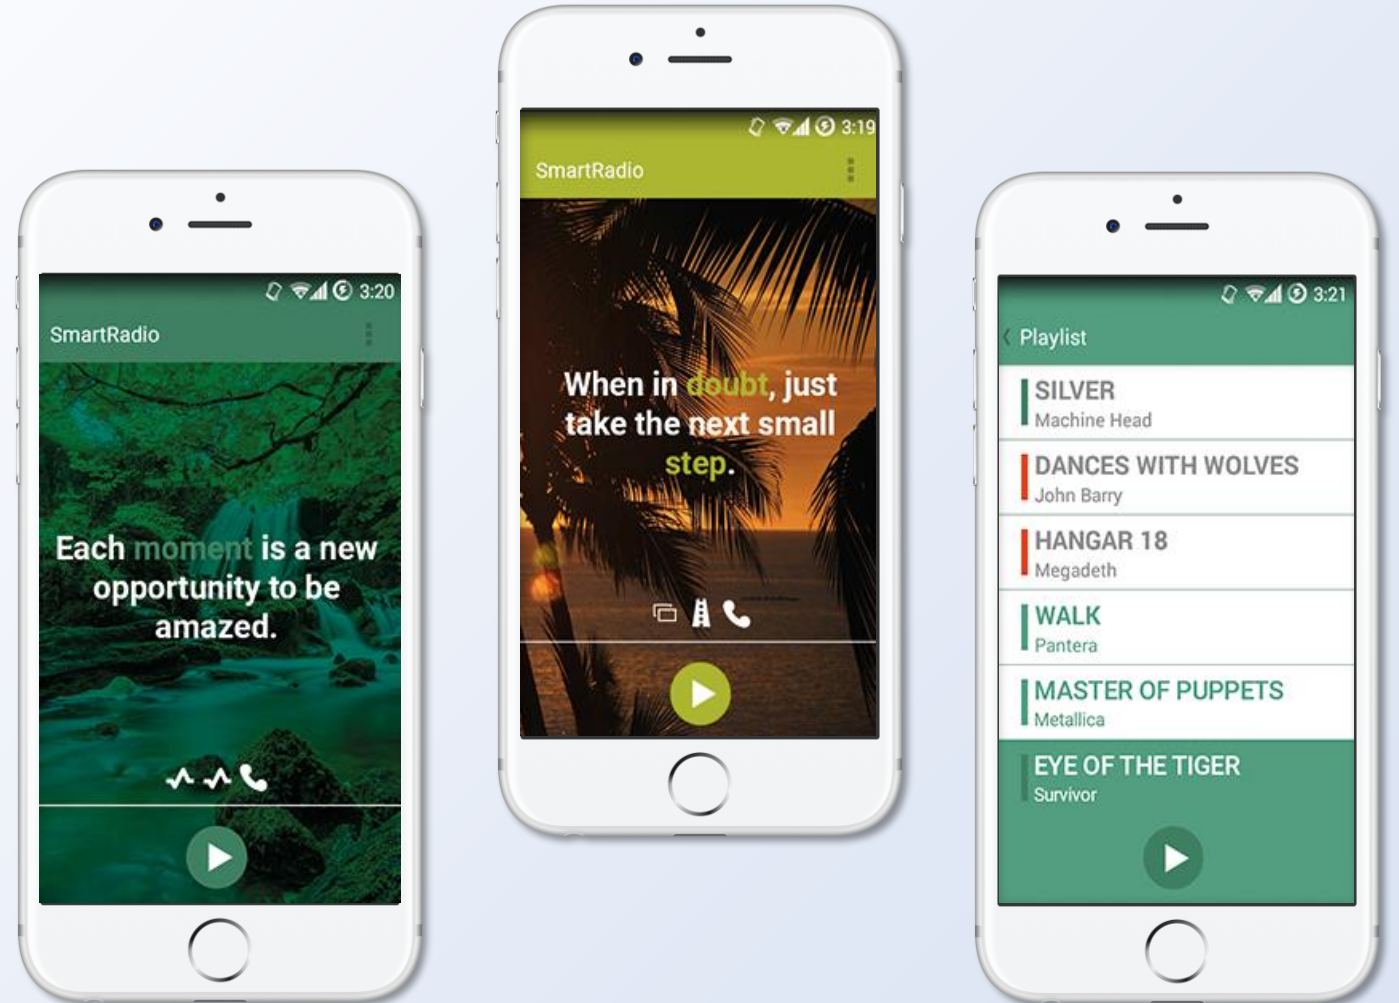 3:20
SmartRadio
Each moment is a new
opportunity to be
amazed.
3:19
SmartRadio
When in doubt, just
take the next small
step.
3:21
Playlist
SILVER
Machine Head
DANCES WITH WOLVES
John Barry
HANGAR 18
Megadeth
WALK
Pantera
MASTER OF PUPPETS
Metallica
EYE OF THE TIGER
Survivor